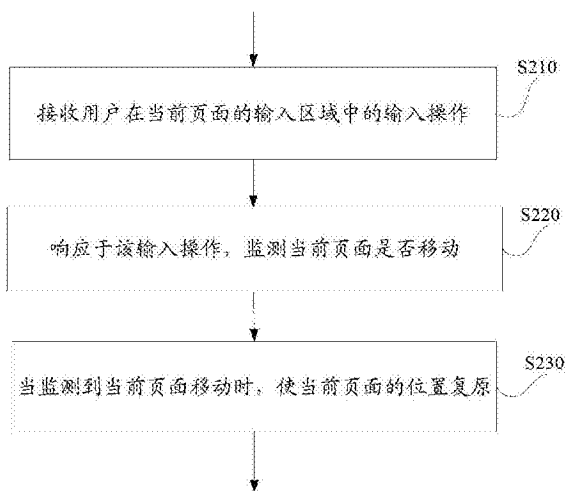 S210
接收用户在当前页面的输入区域中的输入操作
S220
响应于该输入操作，监测当前页面是否移动
S230
当监测到当前页面移动时，使当前页面的位置复原